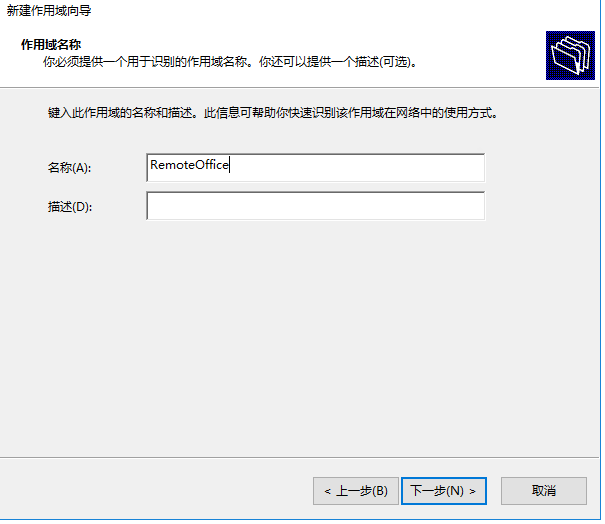 新建作用域向导
作用域名称
你必须提供一个用于识别的作用域名称。你还可以提供一个描述(可选)。
键入此作用域的名称和描述。此信息可帮助你快速识别该作用域在网络中的使用方式。
名称(A): RemoteOffice
描述(D):
< 上一步(B) 下一步(N) > 取消